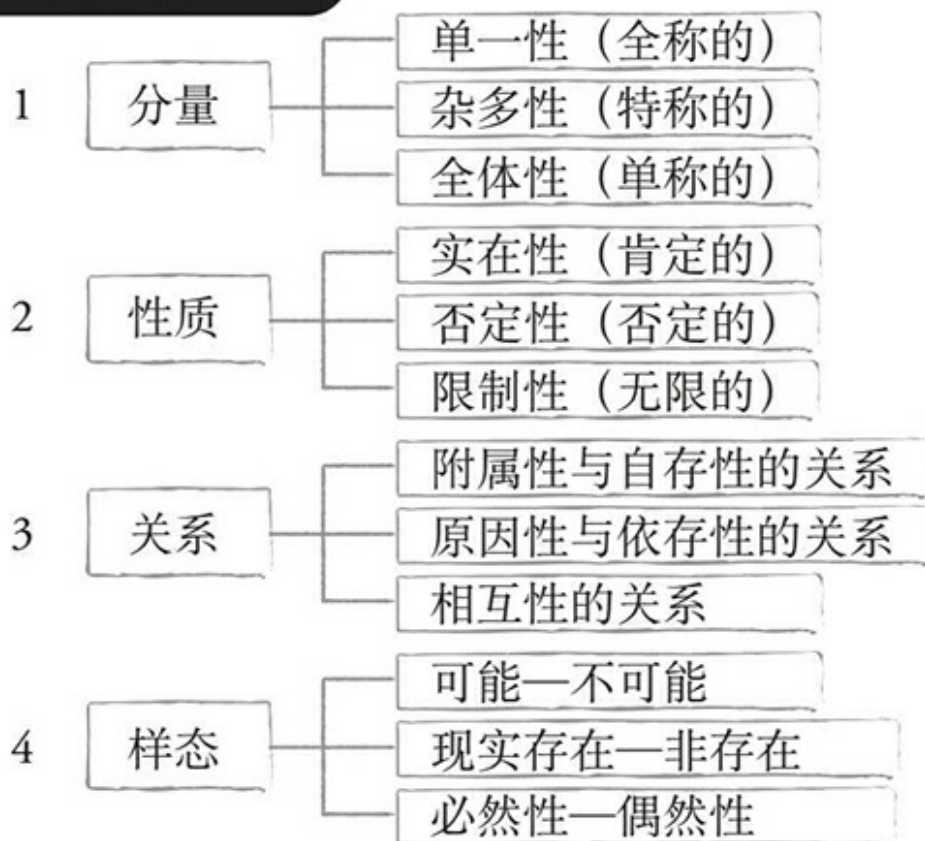 1 分量
单一性（全称的）
杂多性（特称的）
全体性（单称的）
2 性质
实在性（肯定的）
否定性（否定的）
限制性（无限的）
3 关系
附属性与自存性的关系
原因性与依存性的关系
相互性的关系
4 样态
可能—不可能
现实存在—非存在
必然性—偶然性